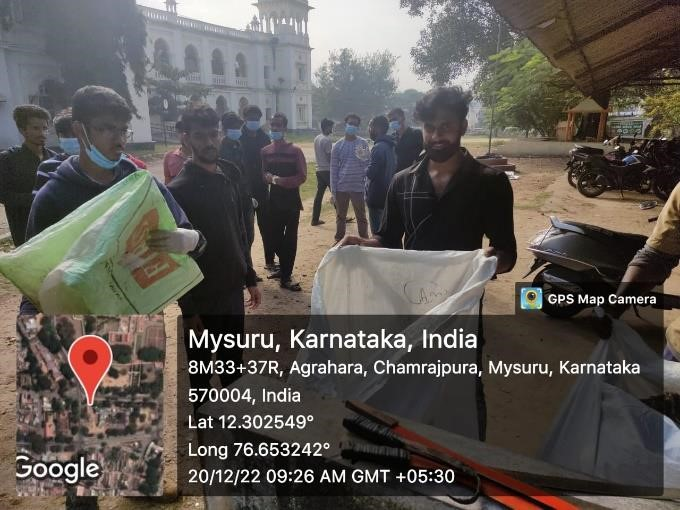 GPS Map Camera
Mysuru, Karnataka, India
8M33+37R, Agrahara, Chamrajpura, Mysuru, Karnataka
570004, India
Lat 12.302549°
Long 76.653242°
20/12/22 09:26 AM GMT +05:30
Google